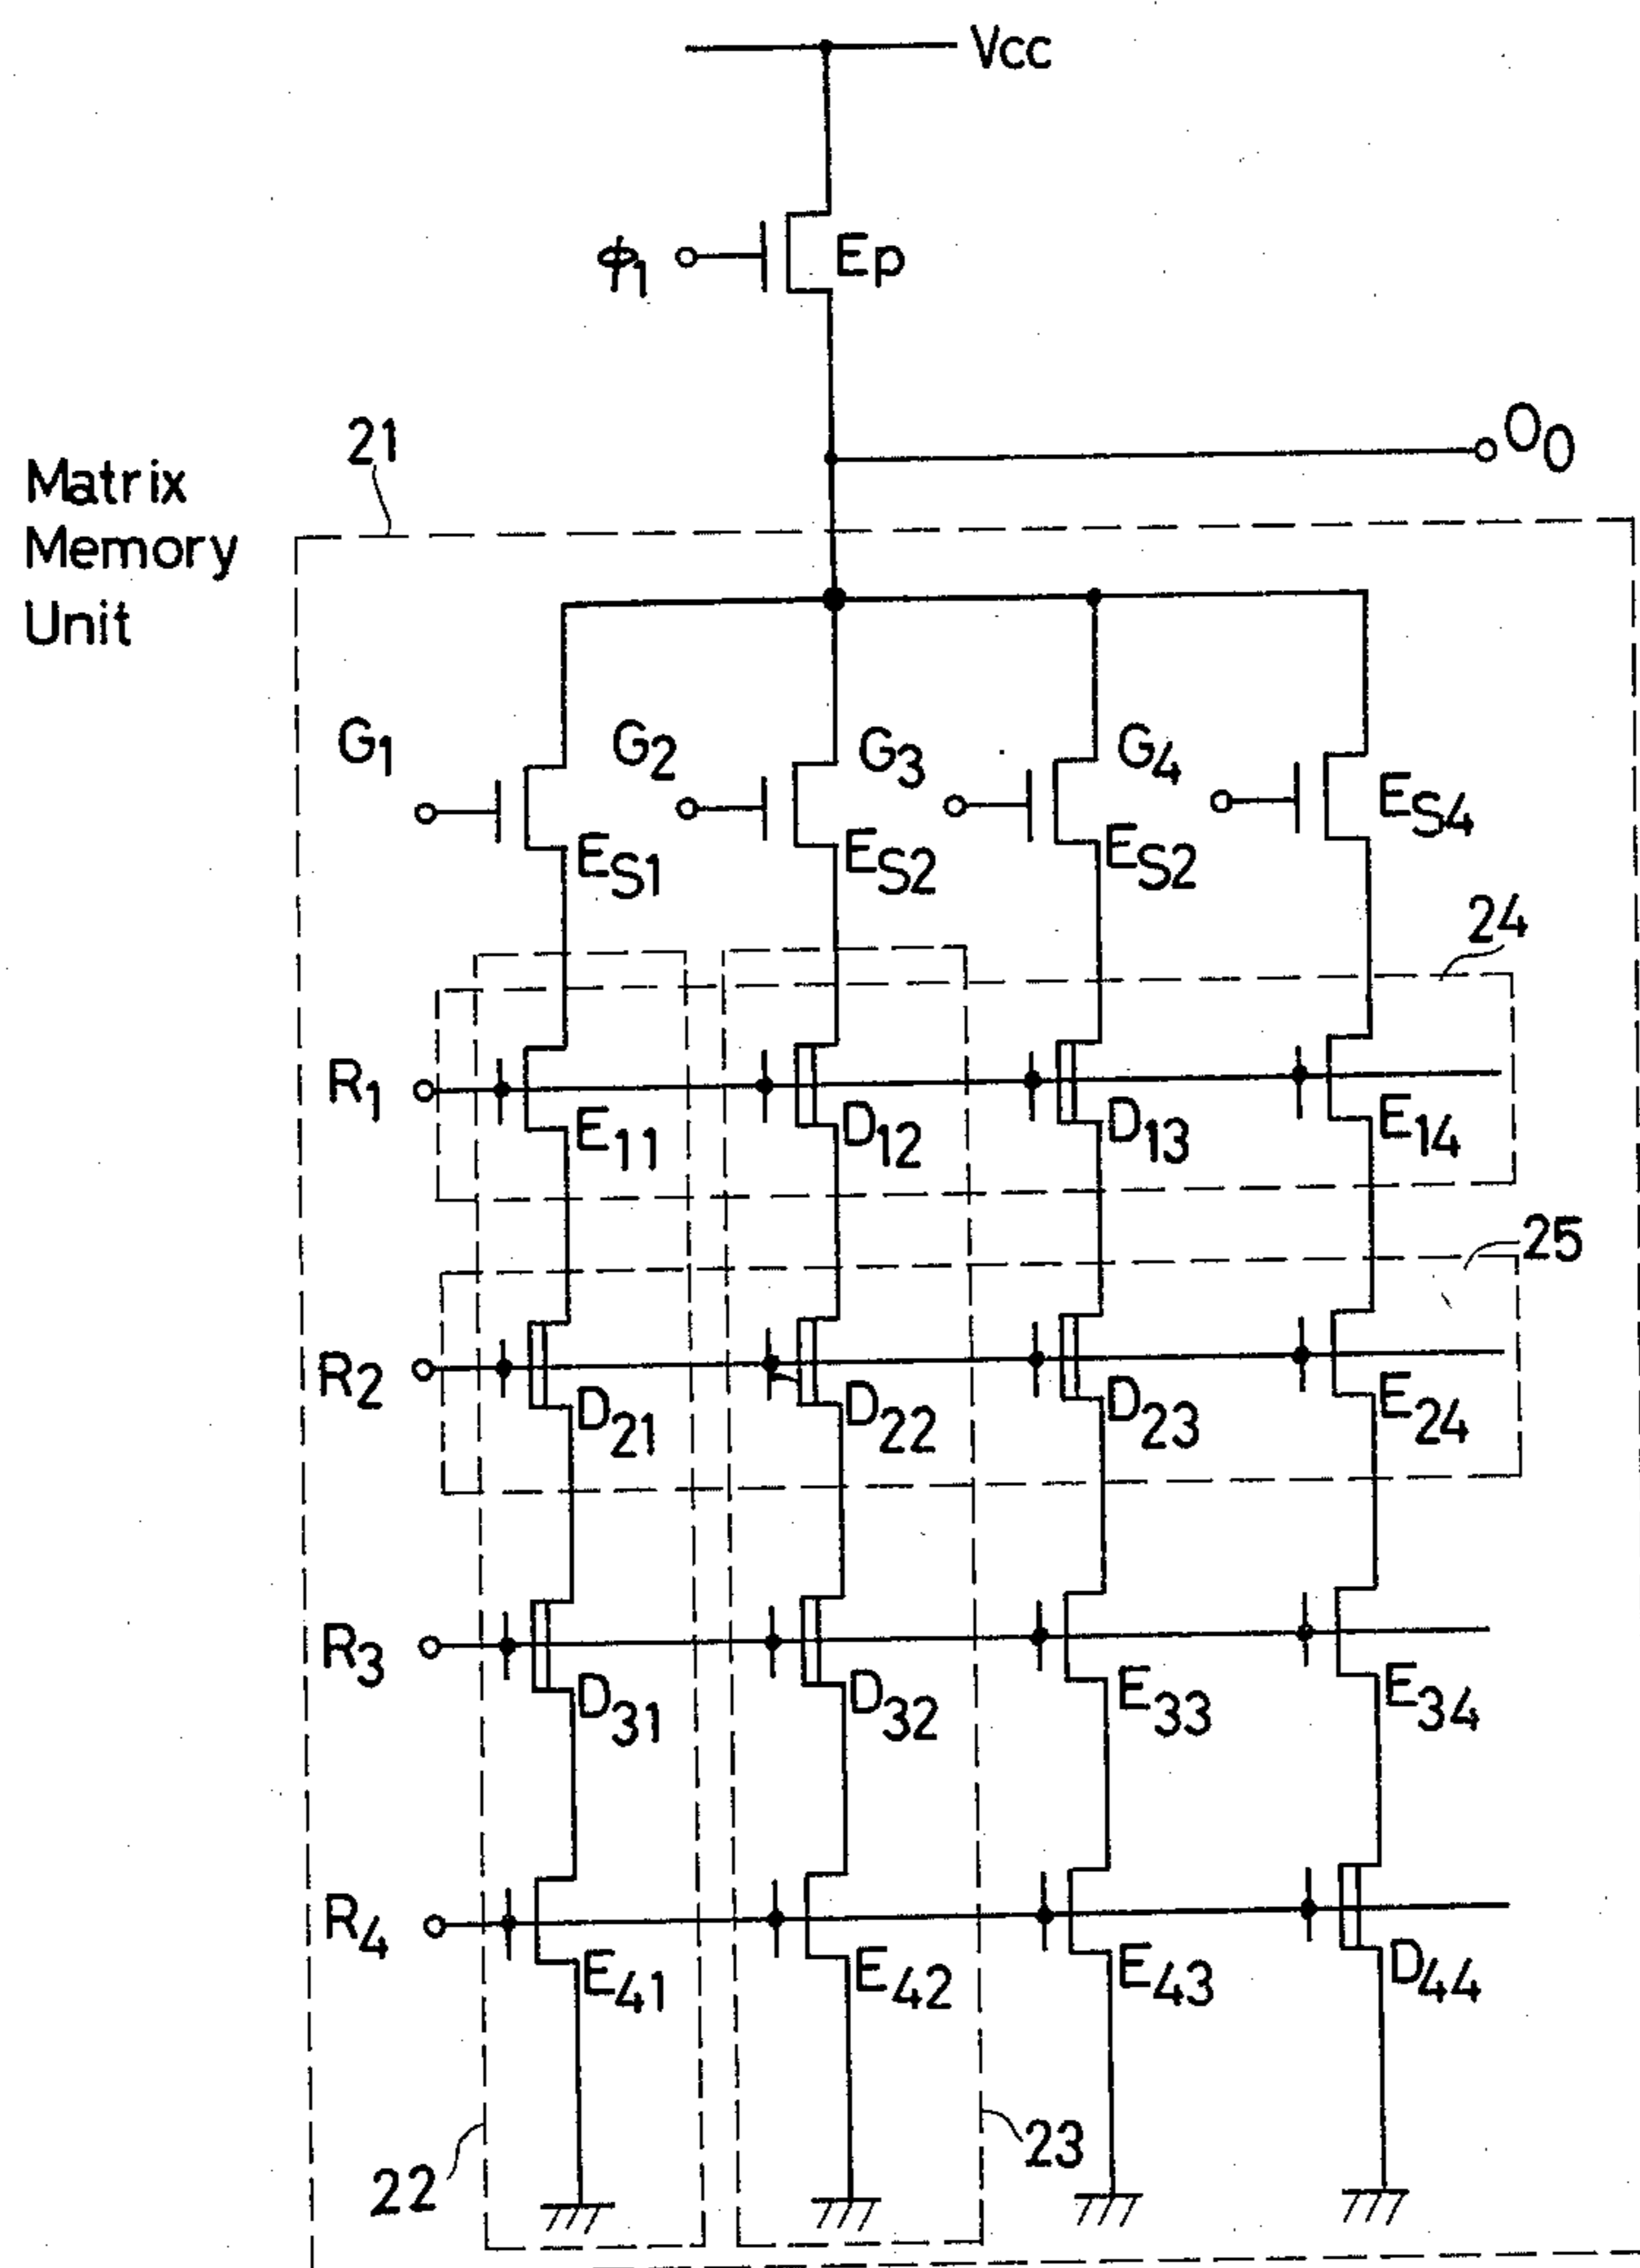 Vcc
ϕ1 Ep
O0
21
Matrix
Memory
Unit
G1 G2 G3 G4
ES1 ES2 ES2 ES4
24
R1
E11 D12 D13 E14
25
R2
D21 D22 D23 E24
R3
D31 D32 E33 E34
R4
E41 E42 E43 D44
22 23